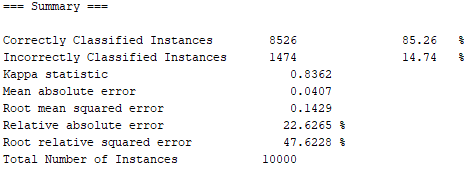 === Summary ===
Correctly Classified Instances 8526 85.26 %
Incorrectly Classified Instances 1474 14.74 %
Kappa statistic 0.8362
Mean absolute error 0.0407
Root mean squared error 0.1429
Relative absolute error 22.6265 %
Root relative squared error 47.6228 %
Total Number of Instances 10000